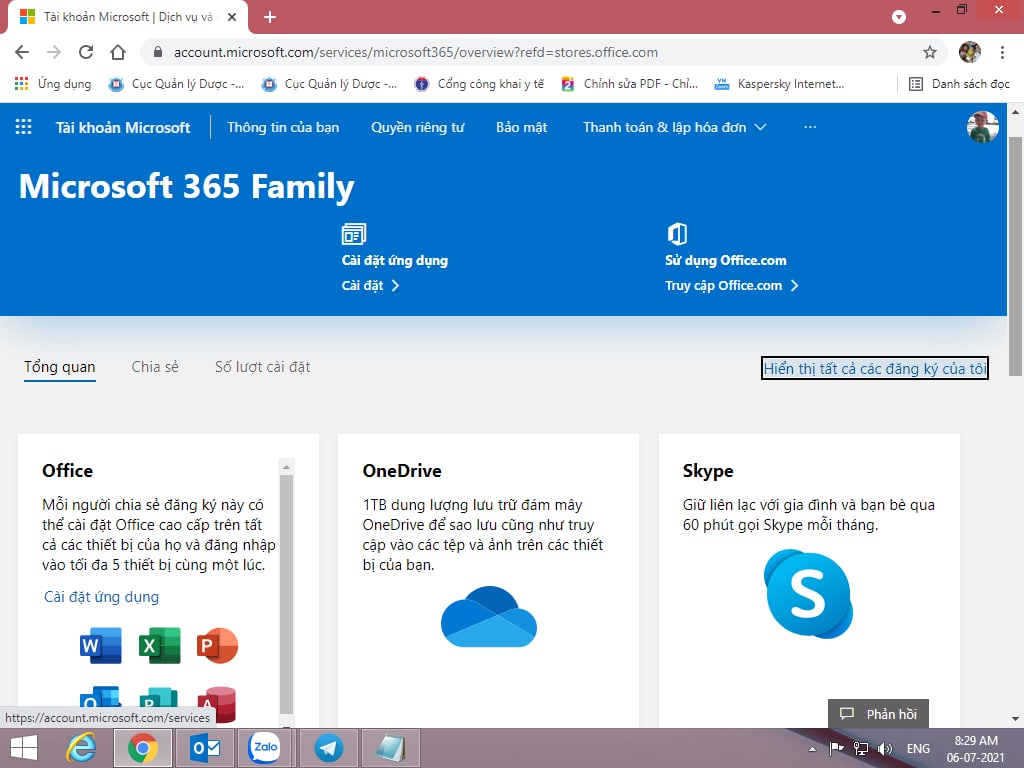 Tài khoản Microsoft | Dịch vụ và
account.microsoft.com/services/microsoft365/overview?refd=stores.office.com
Ứng dụng
Cục Quản lý Dược -...
Cục Quản lý Dược -...
Cổng công khai y tế
2
Chỉnh sửa PDF - Chỉ...
Kaspersky Internet...
Danh sách đọc
Tài khoản Microsoft
Thông tin của bạn
Quyền riêng tư
Bảo mật
Thanh toán & lập hóa đơn
...
Microsoft 365 Family
Cài đặt ứng dụng
Cài đặt
Sử dụng Office.com
Truy cập Office.com
Tổng quan
Chia sẻ
Số lượt cài đặt
Hiển thị tất cả các đăng ký của tôi
Office
Mỗi người chia sẻ đăng ký này có
thể cài đặt Office cao cấp trên tất
cả các thiết bị của họ và đăng nhập
vào tối đa 5 thiết bị cùng một lúc.
Cài đặt ứng dụng
W
X
P
O
P
A
OneDrive
1TB dung lượng lưu trữ đám mây
OneDrive để sao lưu cũng như truy
cập vào các tệp và ảnh trên các thiết
bị của bạn.
Skype
Giữ liên lạc với gia đình và bạn bè qua
60 phút gọi Skype mỗi tháng.
S
Phản hồi
https://account.microsoft.com/services
Zalo
ENG
8:29 AM
06-07-2021